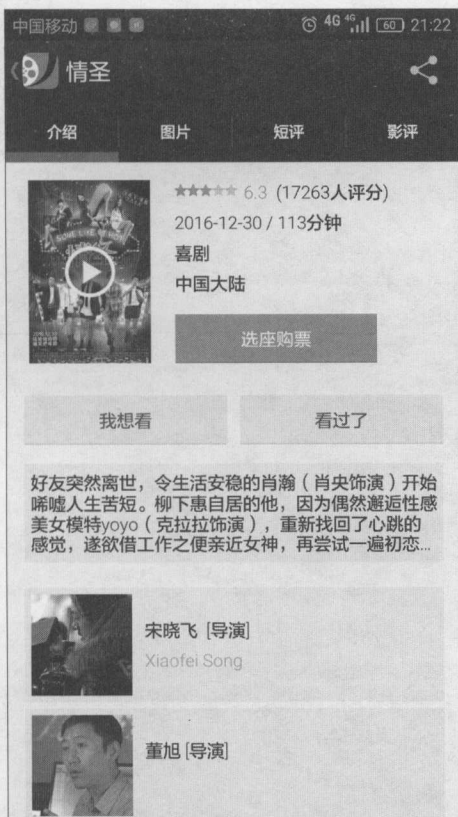 中国移动 4G 4G 60 21:22
情圣
介绍 图片 短评 影评
6.3 (17263人评分)
2016-12-30 / 113分钟
喜剧
中国大陆
选座购票
我想看 看过了
好友突然离世，令生活安稳的肖瀚（肖央饰演）开始
唏嘘人生苦短。柳下惠自居的他，因为偶然邂逅性感
美女模特yoyo（克拉拉饰演），重新找回了心跳的
感觉，遂欲借工作之便亲近女神，再尝试一遍初恋...
宋晓飞 [导演]
Xiaofei Song
董旭 [导演]